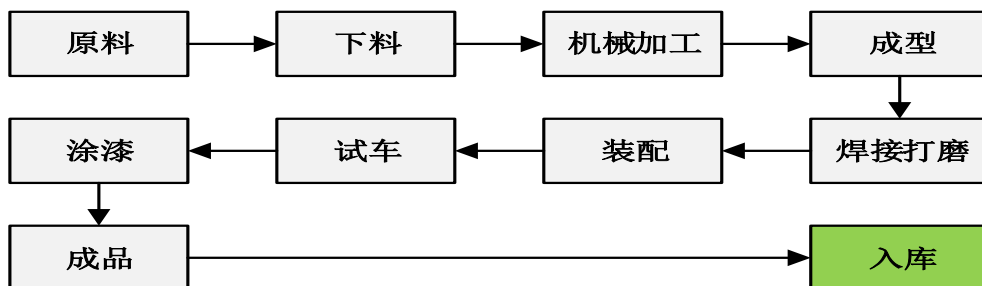 原料
下料
机械加工
成型
涂漆
试车
装配
焊接打磨
成品
入库